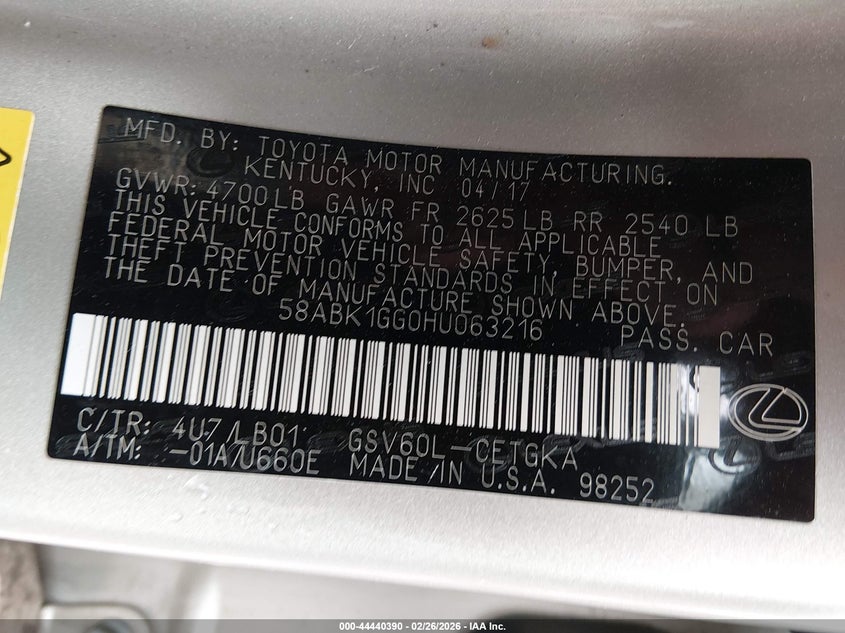 MFD. BY: TOYOTA MOTOR MANUFACTURING.
KENTUCKY, INC 04/17
GVWR: 4700LB GAWR FR 2625LB RR 2540LB
THIS VEHICLE CONFORMS TO ALL APPLICABLE
FEDERAL MOTOR VEHICLE SAFETY, BUMPER, AND
THEFT PREVENTION STANDARDS IN EFFECT ON
THE DATE OF MANUFACTURE SHOWN ABOVE.
58ABK1GG0HU063216 PASS. CAR
C/TR: 4U7/LB01 GSV60L-CETGKA
A/TM: -01A/U660E MADE IN U.S.A. 98252
000-44440390 - 02/26/2026 - IAA Inc.